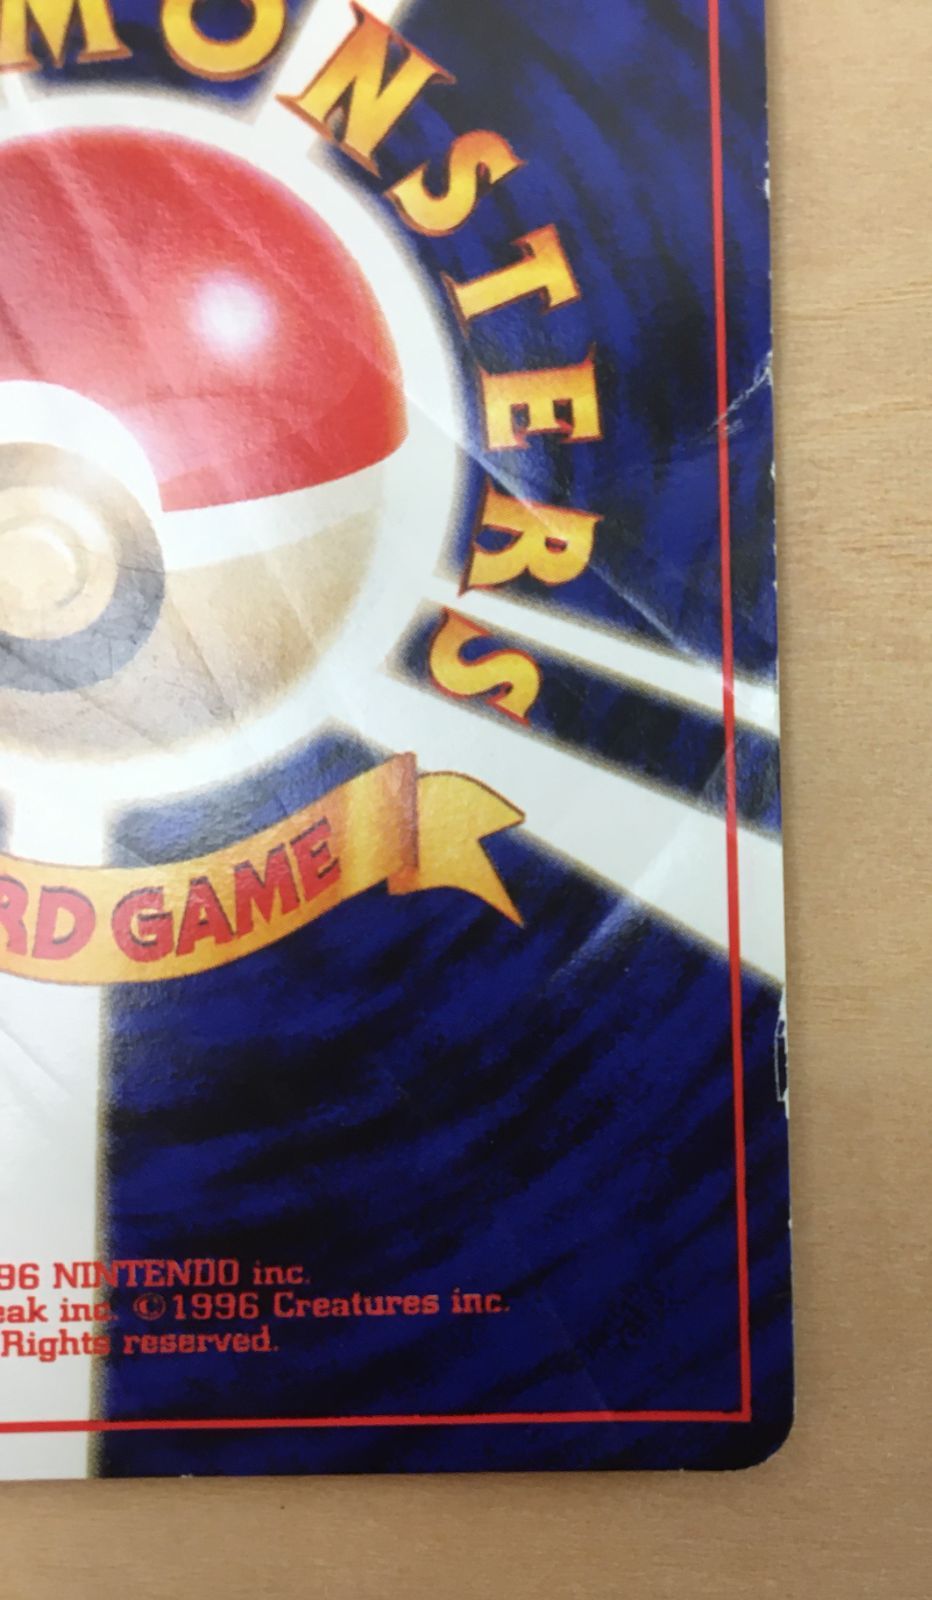 MONSTERS
RD GAME
96 NINTENDO inc.
eak inc. ©1996 Creatures inc.
Rights reserved.